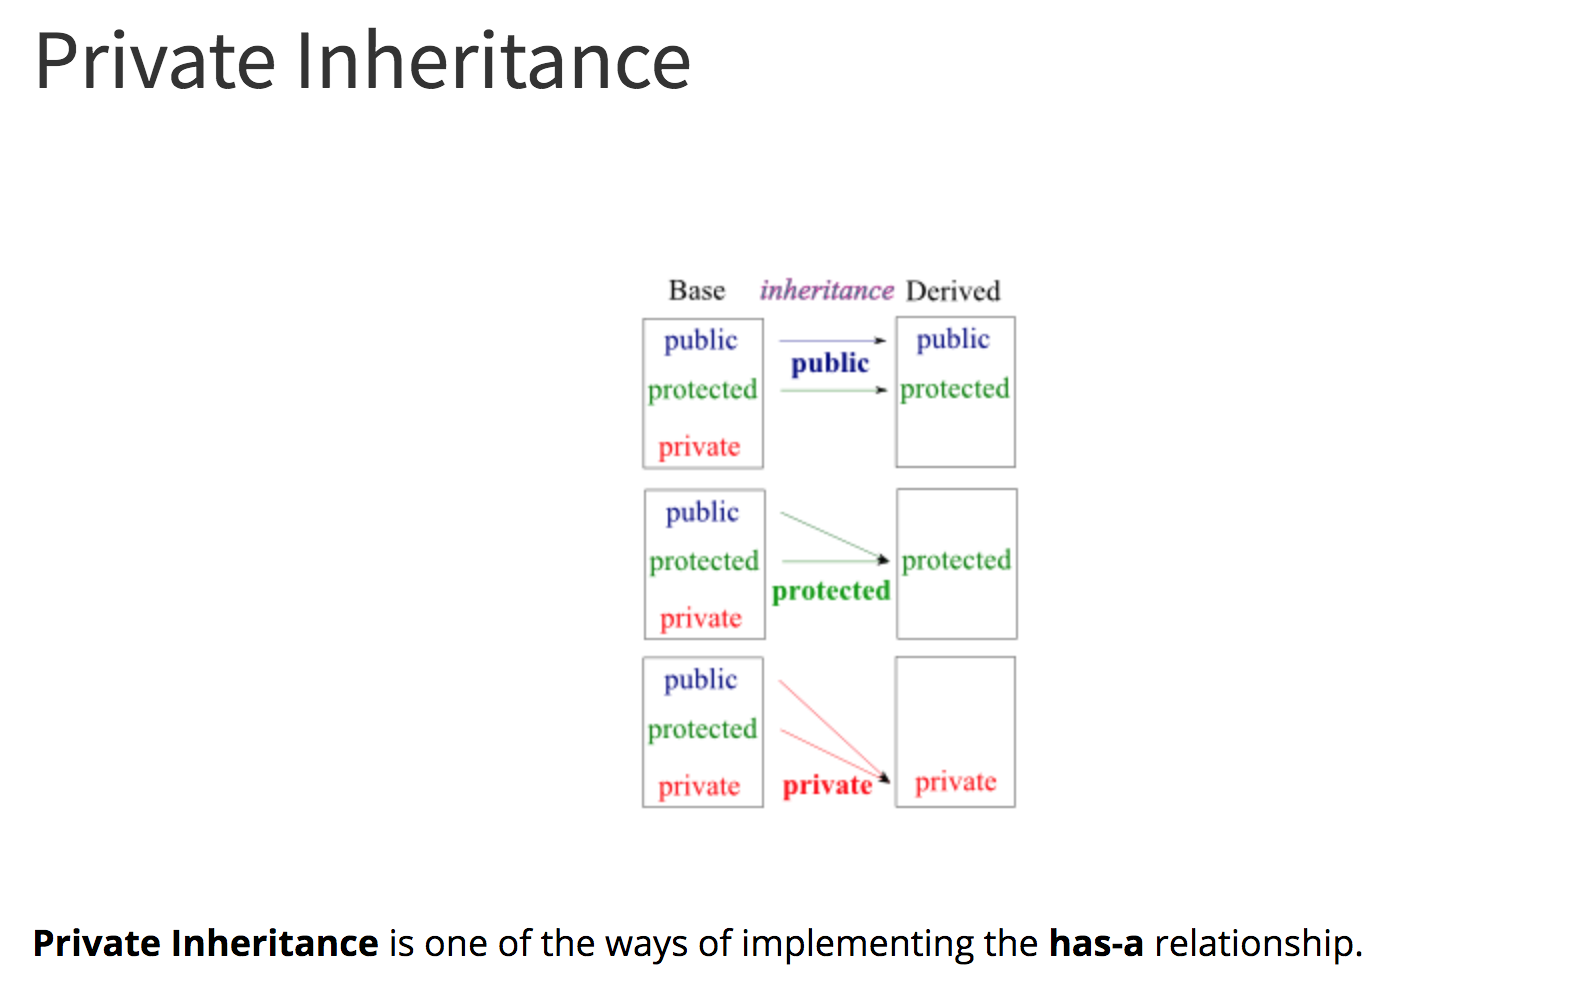 Private Inheritance
Base inheritance Derived
public public
public
protected protected
private
public
protected protected
protected
private
public
protected
private private private
Private Inheritance is one of the ways of implementing the has-a relationship.